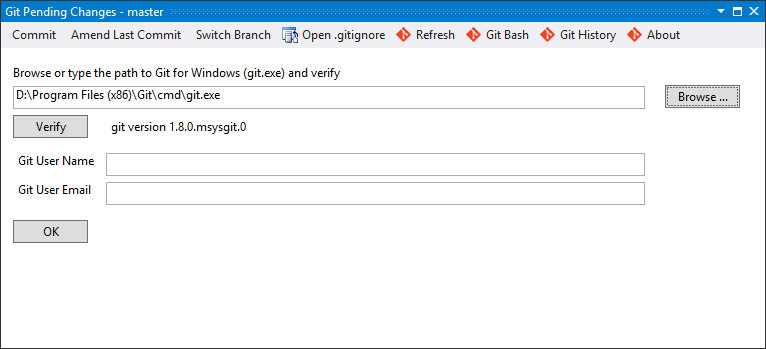 Git Pending Changes - master
Commit Amend Last Commit Switch Branch Open .gitignore Refresh Git Bash Git History About
Browse or type the path to Git for Windows (git.exe) and verify
D:\Program Files (x86)\Git\cmd\git.exe Browse ...
Verify git version 1.8.0.msysgit.0
Git User Name
Git User Email
OK